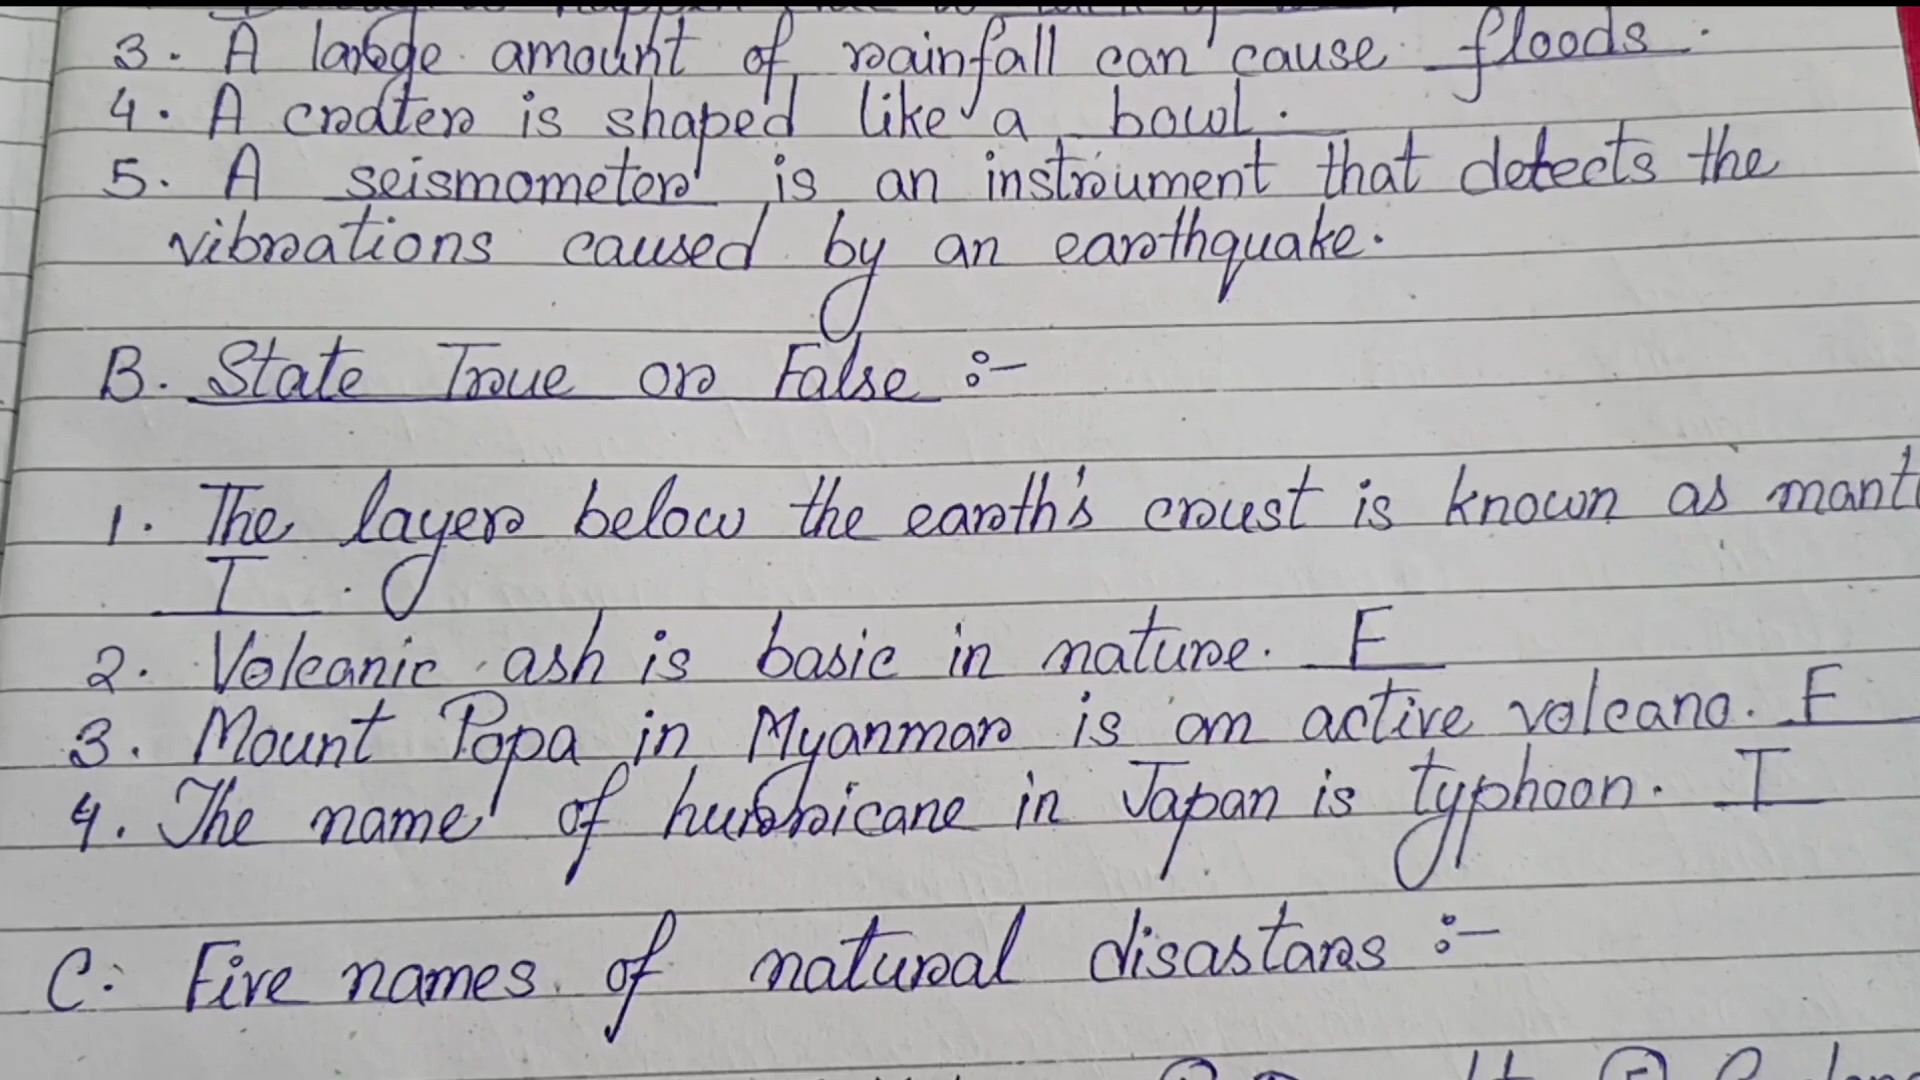 3. A large amount of rainfall can cause floods.
4. A crater is shaped like a bowl.
5. A seismometer is an instrument that detects the
vibrations caused by an earthquake.
B. State True or False :-
1. The layer below the earth's crust is known as mantl
T.
2. Volcanic ash is basic in nature. F
3. Mount Popa in Myanmar is an active volcano. F
4. The name of hurricane in Japan is typhoon. T
C. Five names of natural disastars :-